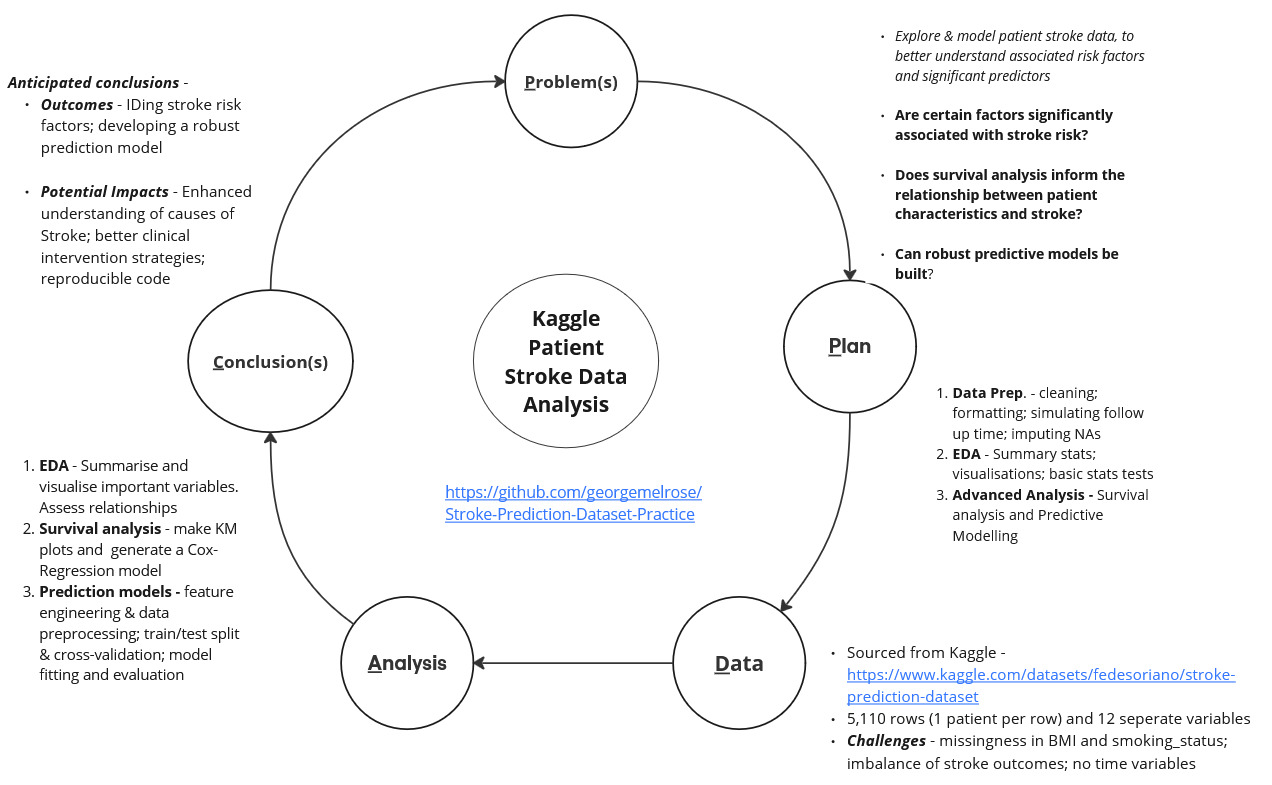 Problem(s)
• Explore & model patient stroke data, to
better understand associated risk factors
and significant predictors
• Are certain factors significantly
associated with stroke risk?
• Does survival analysis inform the
relationship between patient
characteristics and stroke?
• Can robust predictive models be
built?
Plan
1. Data Prep. - cleaning;
formatting; simulating follow
up time; imputing NAs
2. EDA - Summary stats;
visualisations; basic stats tests
3. Advanced Analysis - Survival
analysis and Predictive
Modelling
Data
• Sourced from Kaggle -
https://www.kaggle.com/datasets/fedesoriano/stroke-
prediction-dataset
• 5,110 rows (1 patient per row) and 12 seperate variables
• Challenges - missingness in BMI and smoking_status;
imbalance of stroke outcomes; no time variables
Analysis
1. EDA - Summarise and
visualise important variables.
Assess relationships
2. Survival analysis - make KM
plots and  generate a Cox-
Regression model
3. Prediction models - feature
engineering & data
preprocessing; train/test split
& cross-validation; model
fitting and evaluation
Conclusion(s)
Anticipated conclusions -
• Outcomes - IDing stroke risk
factors; developing a robust
prediction model
• Potential Impacts - Enhanced
understanding of causes of
Stroke; better clinical
intervention strategies;
reproducible code
Kaggle
Patient
Stroke Data
Analysis
https://github.com/georgemelrose/
Stroke-Prediction-Dataset-Practice